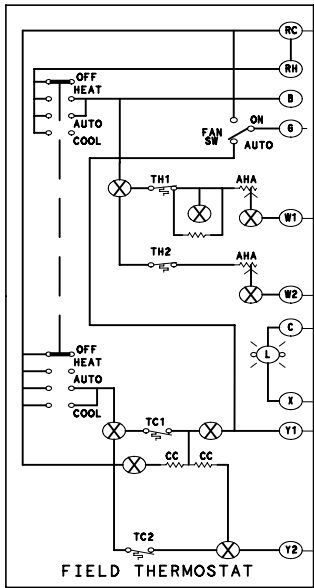 RC
OFF
RH
HEAT
B
AUTO
ON
FAN SW
G
COOL
AUTO
TH1
AHA
W1
TH2
AHA
W2
C
OFF
L
HEAT
AUTO
X
COOL
TC1
Y1
CC
CC
TC2
Y2
FIELD THERMOSTAT